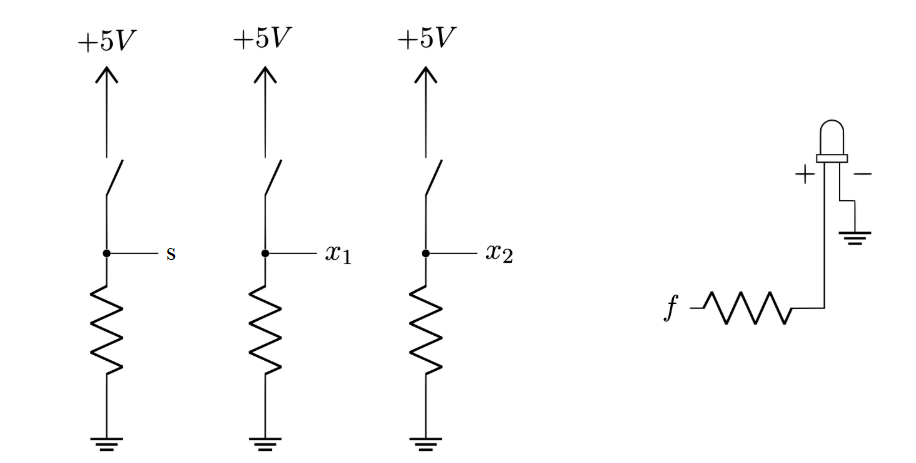 +5V +5V +5V
+ −
s x₁ x₂
f